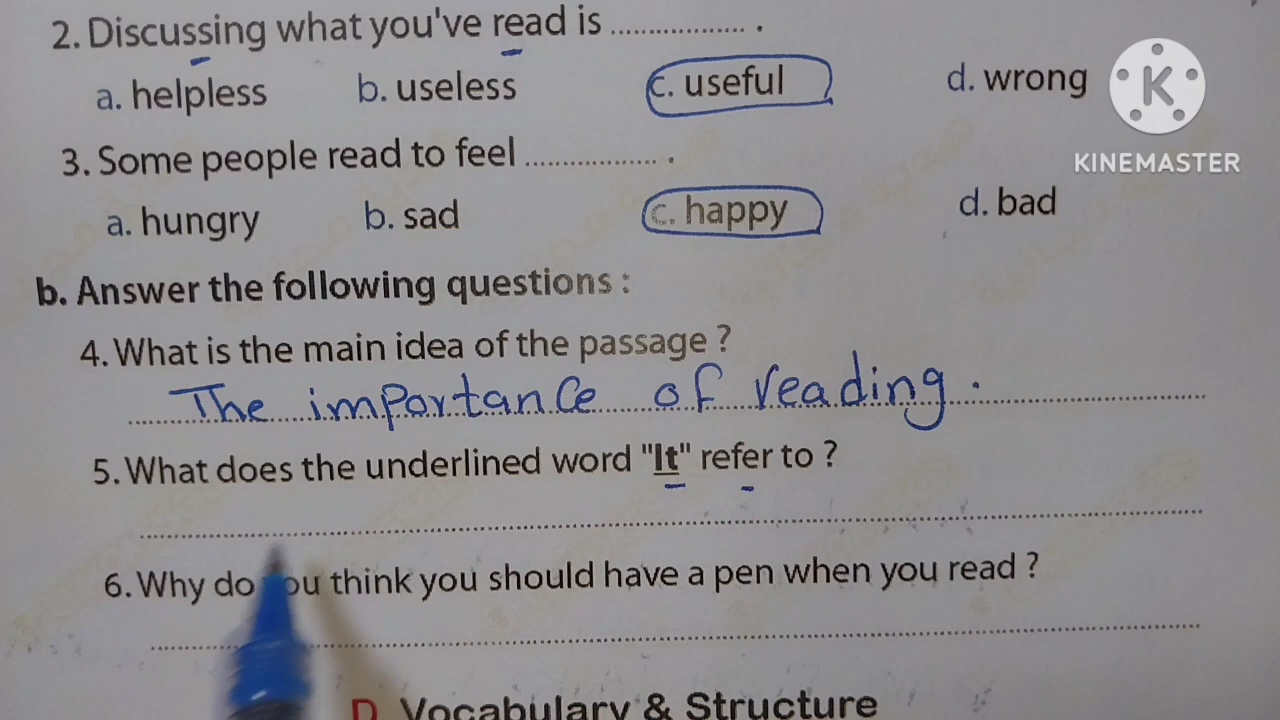 2. Discussing what you've read is .................. .
a. helpless b. useless c. useful d. wrong
KINEMASTER
3. Some people read to feel .................. .
a. hungry b. sad c. happy d. bad
b. Answer the following questions :
4. What is the main idea of the passage ?
The importance of reading.
5. What does the underlined word "It" refer to ?
6. Why do you think you should have a pen when you read ?
D. Vocabulary & Structure